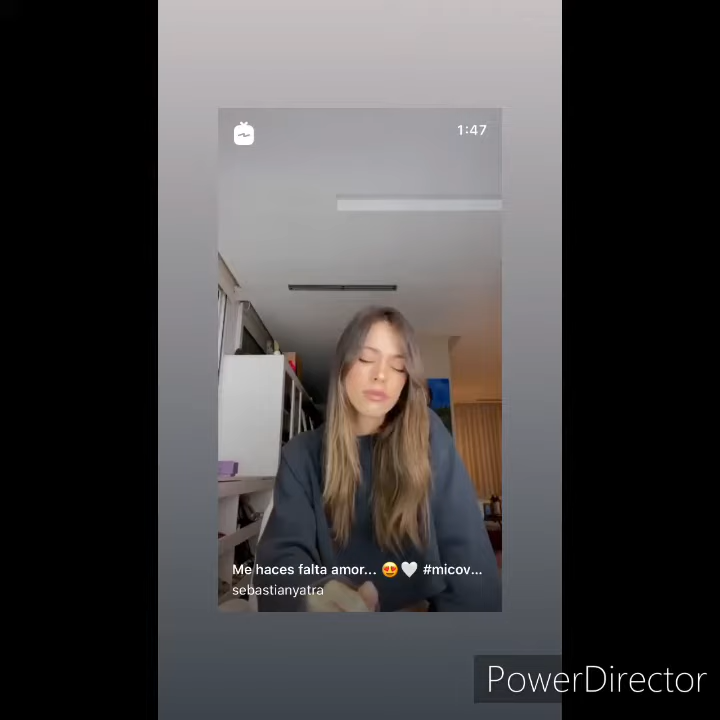 1:47
Me haces falta amor... 😍🤍 #micov...
sebastianyatra
PowerDirector